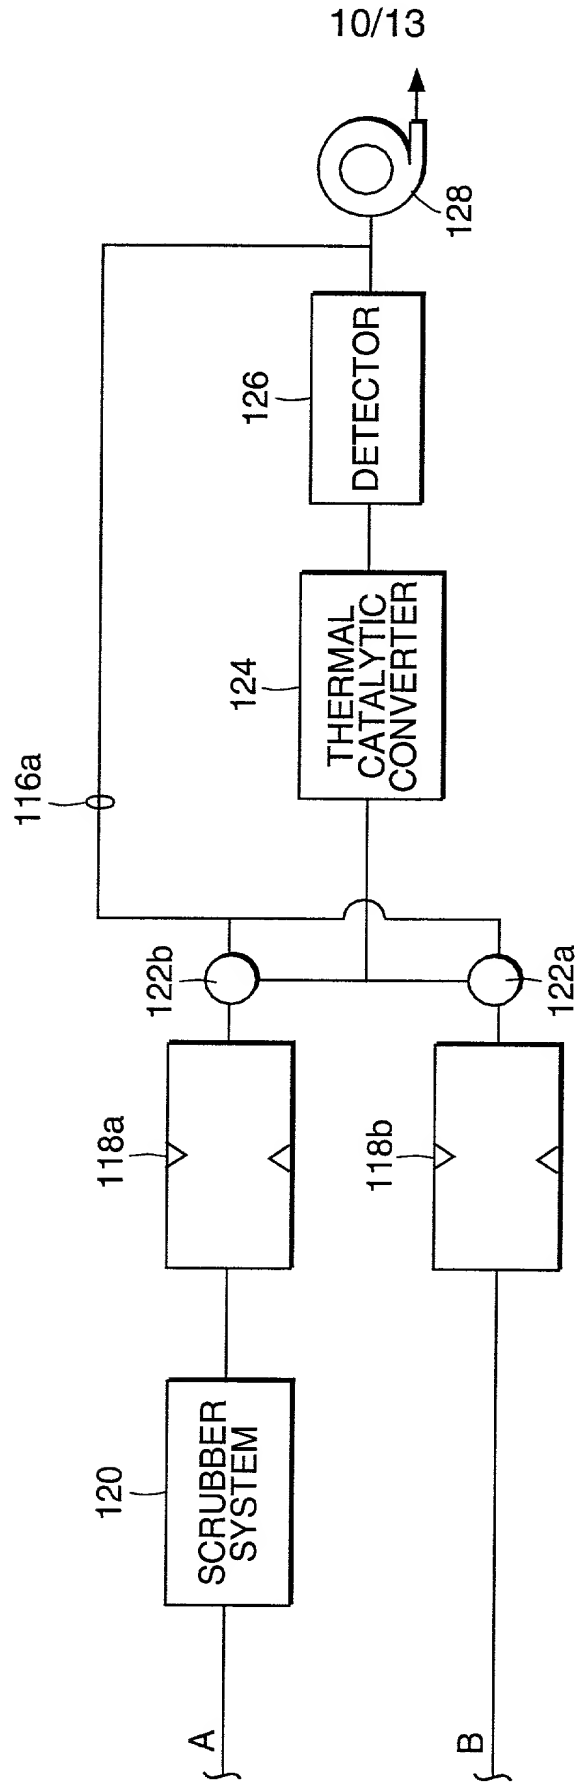 10/13
128
126
DETECTOR
124
THERMAL
CATALYTIC
CONVERTER
116a
122b
122a
118a
118b
120
SCRUBBER
SYSTEM
A
B